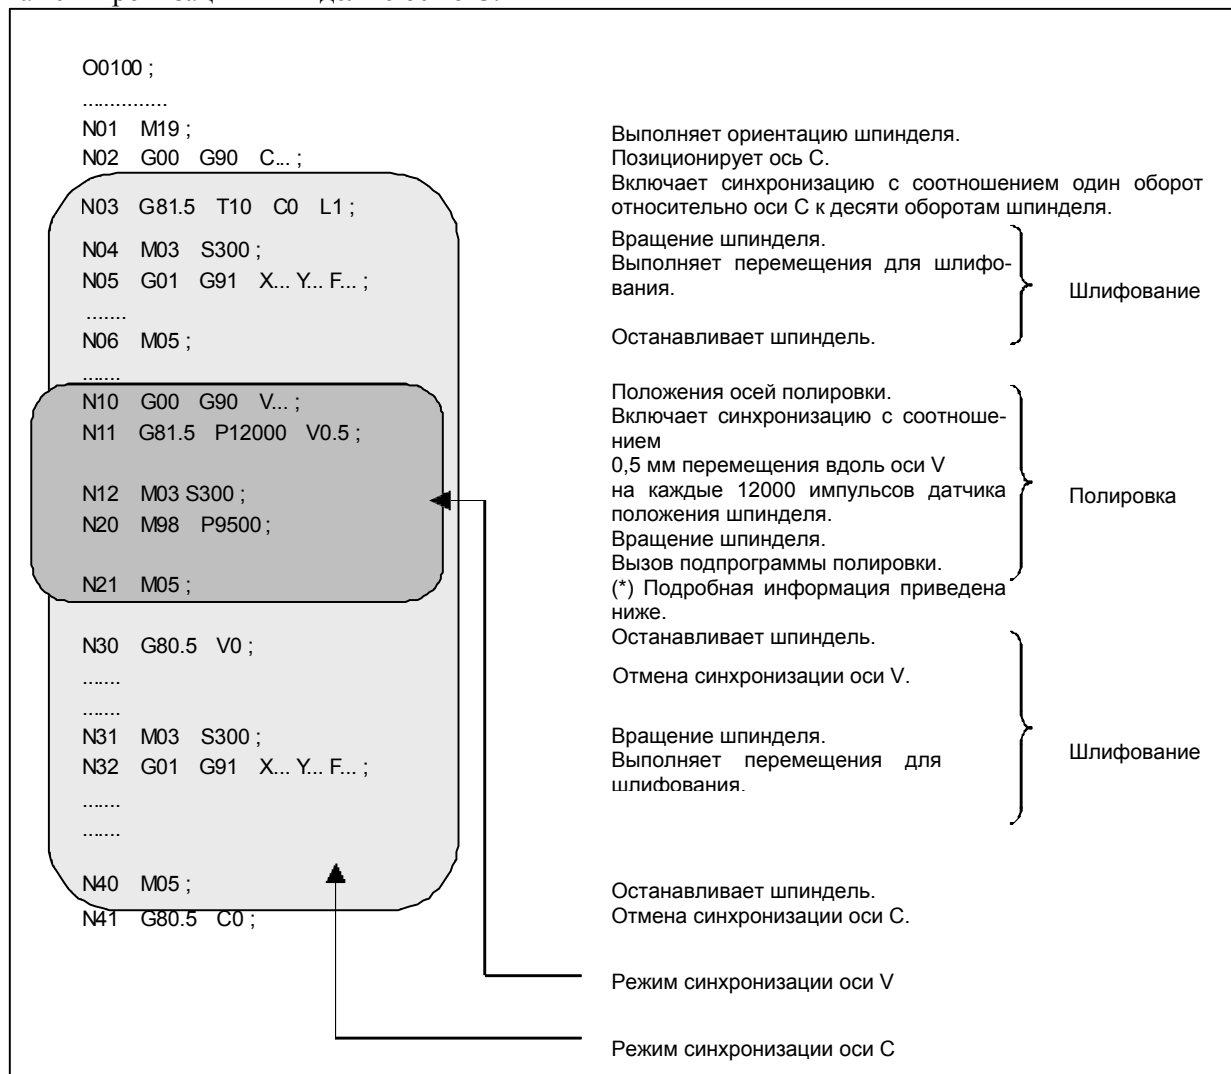 O0100 ;
...............
N01 M19 ;
Выполняет ориентацию шпинделя.
N02 G00 G90 C... ;
Позиционирует ось C.
N03 G81.5 T10 C0 L1 ;
Включает синхронизацию с соотношением один оборот
относительно оси C к десяти оборотам шпинделя.
N04 M03 S300 ;
Вращение шпинделя.
N05 G01 G91 X... Y... F... ;
Выполняет перемещения для шлифо-
вания.
Шлифование
.......
N06 M05 ;
Останавливает шпиндель.
.......
N10 G00 G90 V... ;
Положения осей полировки.
N11 G81.5 P12000 V0.5 ;
Включает синхронизацию с соотноше-
нием
0,5 мм перемещения вдоль оси V
на каждые 12000 импульсов датчика
положения шпинделя.
N12 M03 S300 ;
Вращение шпинделя.
N20 M98 P9500 ;
Вызов подпрограммы полировки.
(*) Подробная информация приведена
ниже.
Полировка
N21 M05 ;
Останавливает шпиндель.
N30 G80.5 V0 ;
Отмена синхронизации оси V.
.......
.......
N31 M03 S300 ;
Вращение шпинделя.
N32 G01 G91 X... Y... F... ;
Выполняет перемещения для
шлифования.
Шлифование
.......
.......
N40 M05 ;
Останавливает шпиндель.
N41 G80.5 C0 ;
Отмена синхронизации оси C.
Режим синхронизации оси V
Режим синхронизации оси C